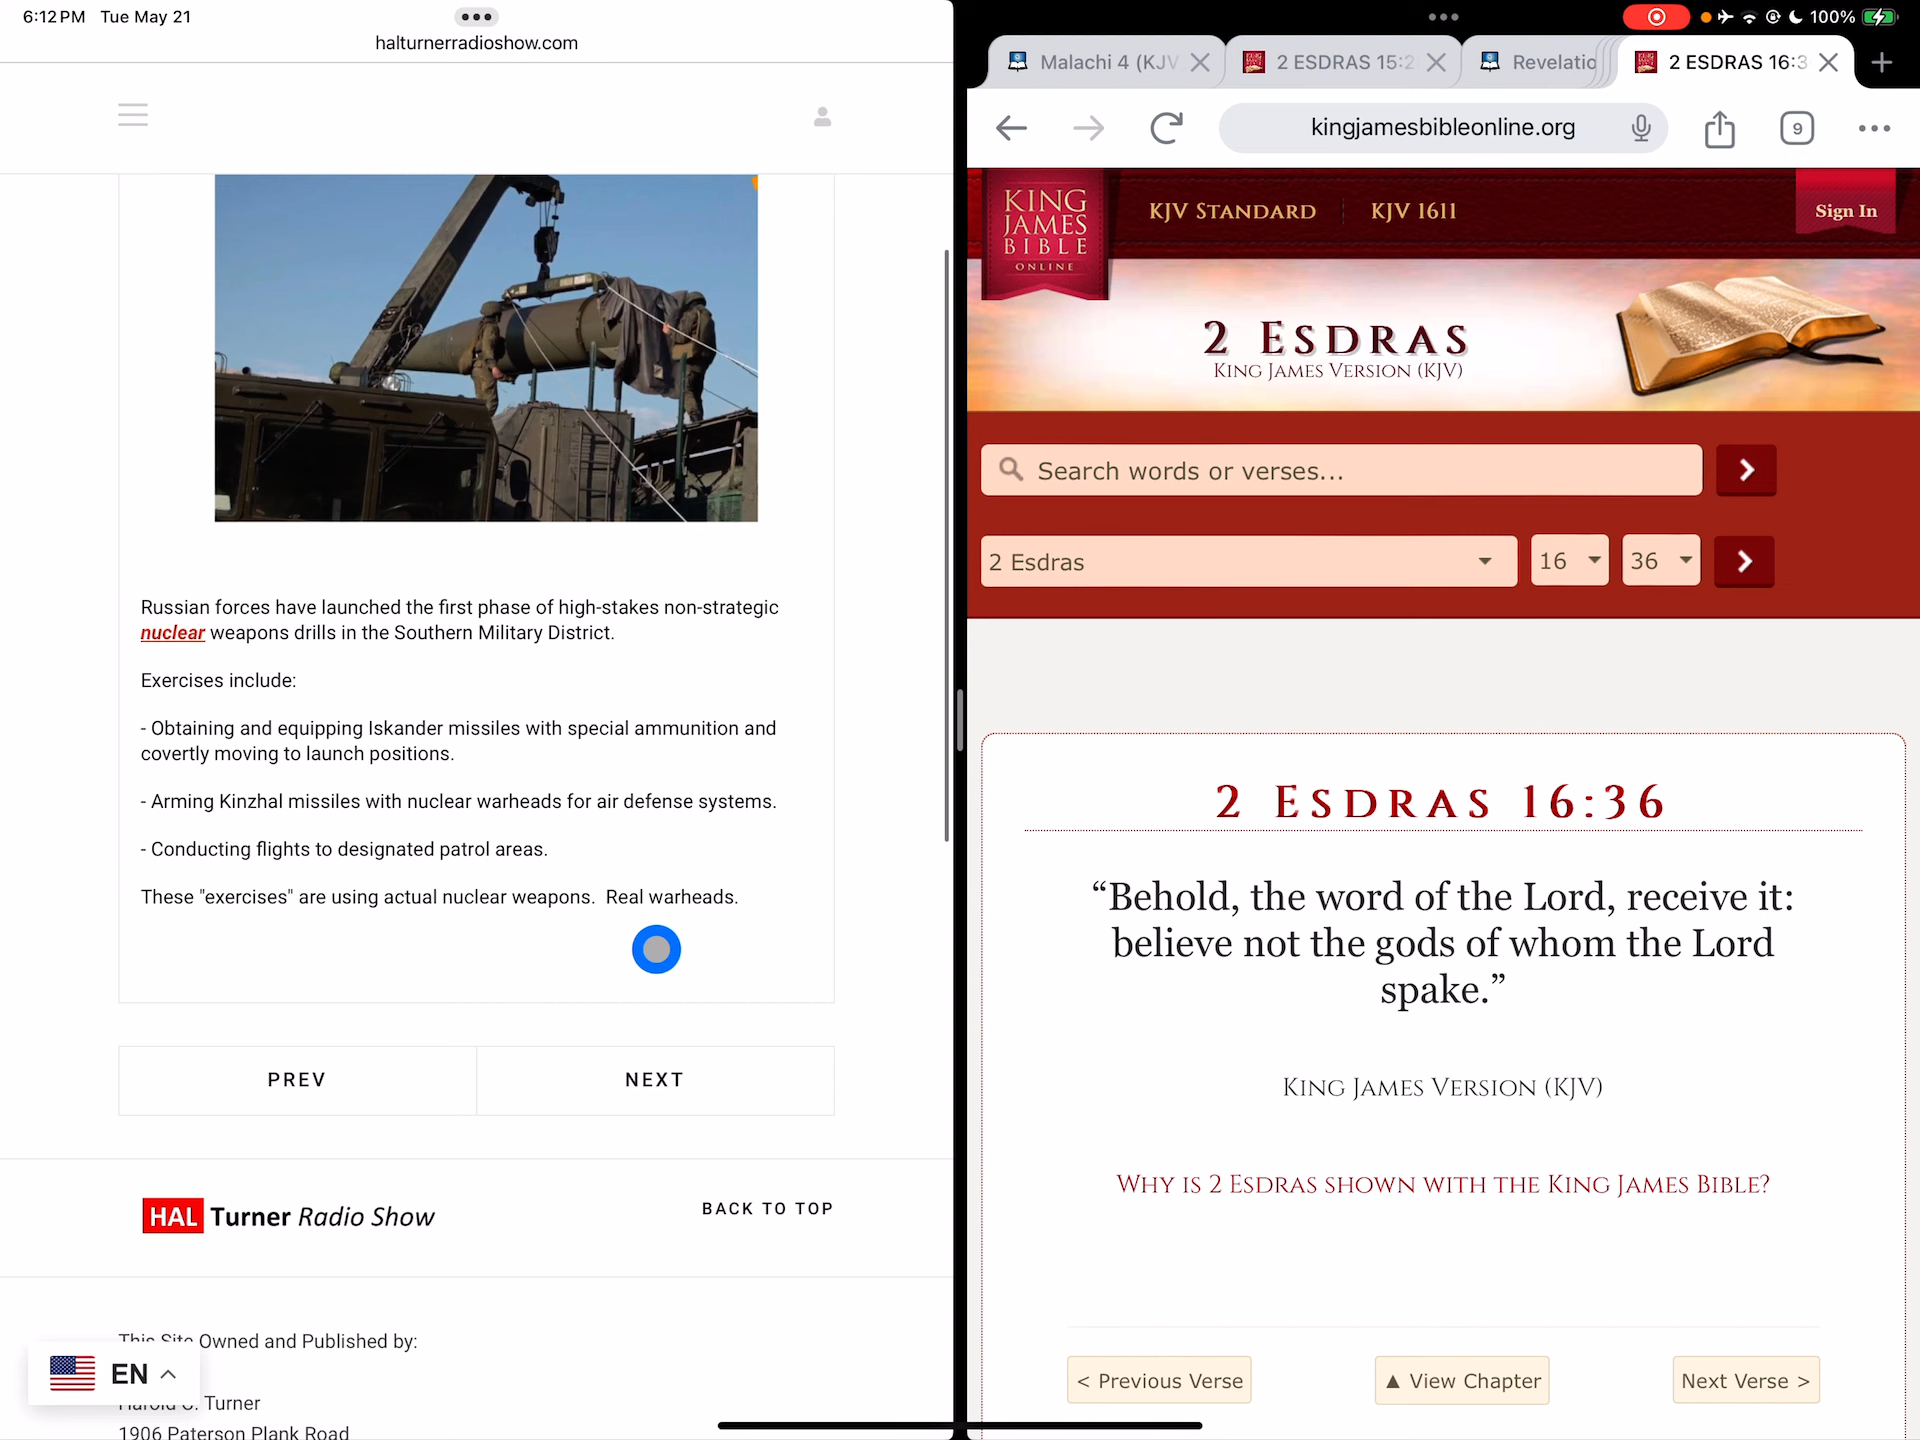 6:12 PM Tue May 21
halturnerradioshow.com
Russian forces have launched the first phase of high-stakes non-strategic
nuclear weapons drills in the Southern Military District.
Exercises include:
- Obtaining and equipping Iskander missiles with special ammunition and
covertly moving to launch positions.
- Arming Kinzhal missiles with nuclear warheads for air defense systems.
- Conducting flights to designated patrol areas.
These "exercises" are using actual nuclear weapons. Real warheads.
PREV NEXT
HAL Turner Radio Show
BACK TO TOP
This Site Owned and Published by:
EN
Turner
1906 Paterson Plank Road
100%
Malachi 4 (KJV
2 ESDRAS 15:2
Revelatio
2 ESDRAS 16:3
kingjamesbibleonline.org
9
KING
JAMES
BIBLE
ONLINE
KJV STANDARD KJV 1611
Sign In
2 ESDRAS
KING JAMES VERSION (KJV)
Search words or verses...
2 Esdras 16 36
2 ESDRAS 16:36
“Behold, the word of the Lord, receive it:
believe not the gods of whom the Lord
spake.”
KING JAMES VERSION (KJV)
WHY IS 2 ESDRAS SHOWN WITH THE KING JAMES BIBLE?
< Previous Verse ▲ View Chapter Next Verse >